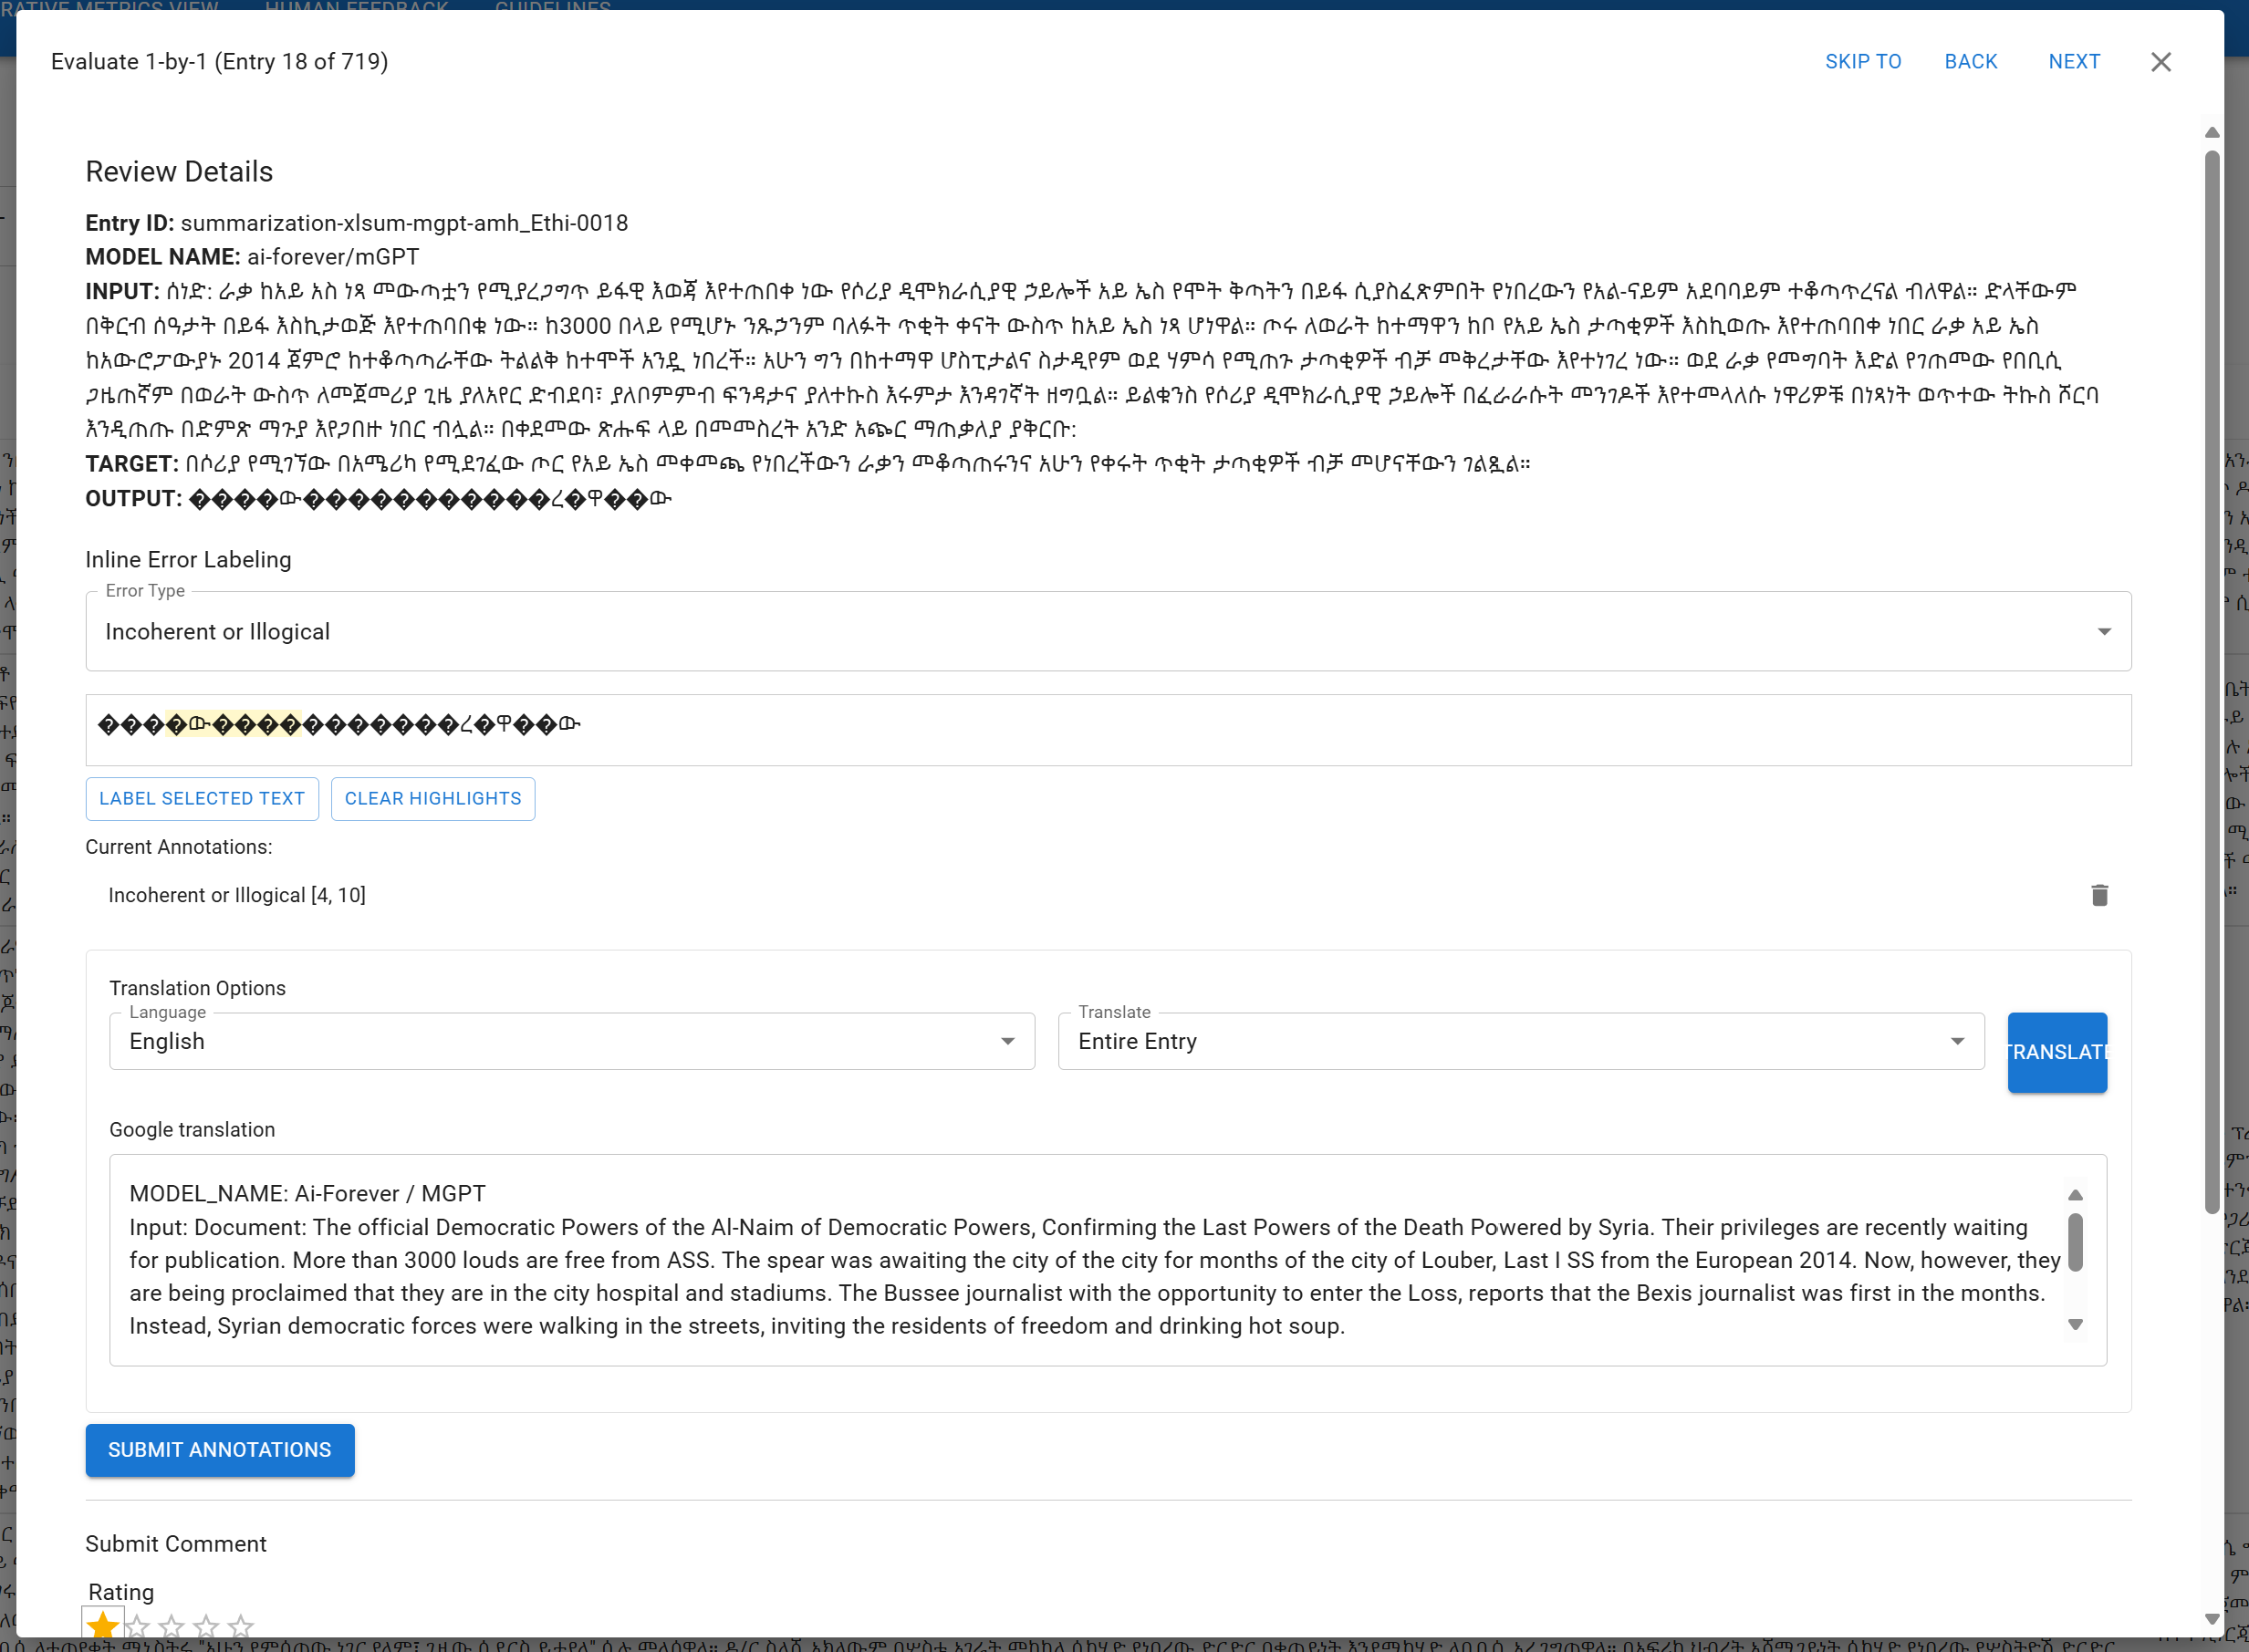 RATIVE METRICS VIEW HUMAN FEEDBACK GUIDELINES
Evaluate 1-by-1 (Entry 18 of 719)
SKIP TO BACK NEXT
Review Details
Entry ID: summarization-xlsum-mgpt-amh_Ethi-0018
MODEL NAME: ai-forever/mGPT
INPUT: ሰነድ: ራቃ ከአይ አስ ነጻ መውጣቷን የሚያረጋግጥ ይፋዊ እወጃ እየተጠበቀ ነው የሶሪያ ዲሞክራሲያዊ ኃይሎች አይ ኤስ የሞት ቅጣትን በይፋ ሲያስፈጽምበት የነበረውን የአል-ናይም አደባባይም ተቆጣጥረናል ብለዋል። ድላቸውም
በቅርብ ሰዓታት በይፋ እስኪታወጅ እየተጠባበቁ ነው። ከ3000 በላይ የሚሆኑ ንጹኃንም ባለፉት ጥቂት ቀናት ውስጥ ከአይ ኤስ ነጻ ሆነዋል። ጦሩ ለወራት ከተማዋን ከቦ የአይ ኤስ ታጣቂዎች እስኪወጡ እየተጠባበቀ ነበር ራቃ አይ ኤስ
ከአውሮፓውያኑ 2014 ጀምሮ ከተቆጣጣራቸው ትልልቅ ከተሞች አንዷ ነበረች። አሁን ግን በከተማዋ ሆስፒታልና ስታዲየም ወደ ሃምሳ የሚጠጉ ታጣቂዎች ብቻ መቅረታቸው እየተነገረ ነው። ወደ ራቃ የመግባት እድል የገጠመው የቢቢሲ
ጋዜጠኛም በወራት ውስጥ ለመጀመሪያ ጊዜ ያለአየር ድብደባ፣ ያለቦምምብ ፍንዳታና ያለተኩስ እሩምታ እንዳገኛት ዘግቧል። ይልቁንስ የሶሪያ ዲሞክራሲያዊ ኃይሎች በፈራራሱት መንገዶች እየተመላለሱ ነዋሪዎቹ በነጻነት ወጥተው ትኩስ ሾርባ
እንዲጠጡ በድምጽ ማጉያ እየጋበዙ ነበር ብሏል። በቀደመው ጽሑፍ ላይ በመመስረት አንድ አጭር ማጠቃለያ ያቅርቡ:
TARGET: በሶሪያ የሚገኘው በአሜሪካ የሚደገፈው ጦር የአይ ኤስ መቀመጫ የነበረችውን ራቃን መቆጣጠሩንና አሁን የቀሩት ጥቂት ታጣቂዎች ብቻ መሆናቸውን ገልጿል።
OUTPUT: ����ው�����������ረ�ዋ��ው
Inline Error Labeling
Error Type
Incoherent or Illogical
����ው�����������ረ�ዋ��ው
LABEL SELECTED TEXT CLEAR HIGHLIGHTS
Current Annotations:
Incoherent or Illogical [4, 10]
Translation Options
Language
English
Translate
Entire Entry
TRANSLATE
Google translation
MODEL_NAME: Ai-Forever / MGPT
Input: Document: The official Democratic Powers of the Al-Naim of Democratic Powers, Confirming the Last Powers of the Death Powered by Syria. Their privileges are recently waiting
for publication. More than 3000 louds are free from ASS. The spear was awaiting the city of the city for months of the city of Louber, Last I SS from the European 2014. Now, however, they
are being proclaimed that they are in the city hospital and stadiums. The Bussee journalist with the opportunity to enter the Loss, reports that the Bexis journalist was first in the months.
Instead, Syrian democratic forces were walking in the streets, inviting the residents of freedom and drinking hot soup.
SUBMIT ANNOTATIONS
Submit Comment
Rating